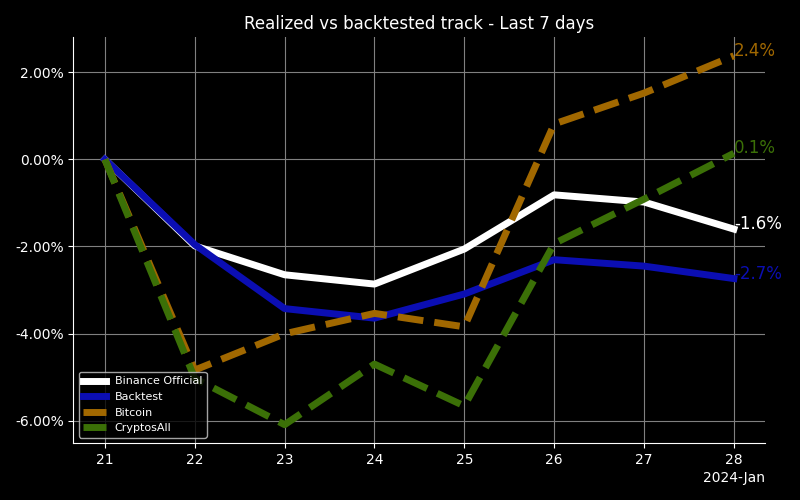 Realized vs backtested track - Last 7 days
2.4%
2.00%
0.1%
0.00%
-1.6%
-2.00%
-2.7%
-4.00%
-6.00%
Binance Official
Backtest
Bitcoin
CryptosAll
21 22 23 24 25 26 27 28
2024-Jan